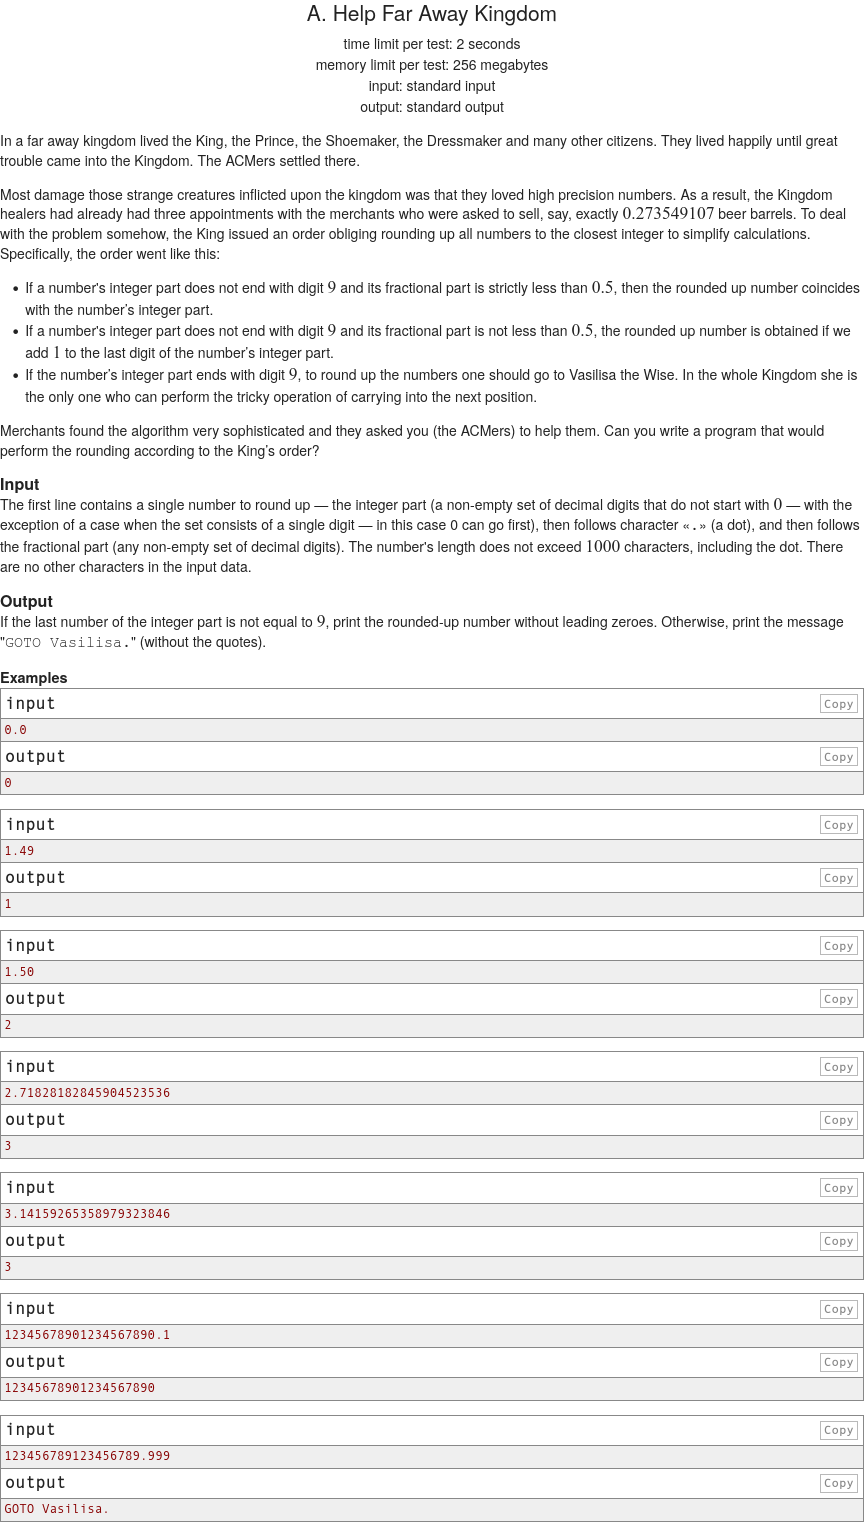 A. Help Far Away Kingdom
time limit per test: 2 seconds
memory limit per test: 256 megabytes
input: standard input
output: standard output
In a far away kingdom lived the King, the Prince, the Shoemaker, the Dressmaker and many other citizens. They lived happily until great
trouble came into the Kingdom. The ACMers settled there.
Most damage those strange creatures inflicted upon the kingdom was that they loved high precision numbers. As a result, the Kingdom
healers had already had three appointments with the merchants who were asked to sell, say, exactly 0.273549107 beer barrels. To deal
with the problem somehow, the King issued an order obliging rounding up all numbers to the closest integer to simplify calculations.
Specifically, the order went like this:
• If a number's integer part does not end with digit 9 and its fractional part is strictly less than 0.5, then the rounded up number coincides
with the number’s integer part.
• If a number's integer part does not end with digit 9 and its fractional part is not less than 0.5, the rounded up number is obtained if we
add 1 to the last digit of the number’s integer part.
• If the number’s integer part ends with digit 9, to round up the numbers one should go to Vasilisa the Wise. In the whole Kingdom she is
the only one who can perform the tricky operation of carrying into the next position.
Merchants found the algorithm very sophisticated and they asked you (the ACMers) to help them. Can you write a program that would
perform the rounding according to the King’s order?
Input
The first line contains a single number to round up — the integer part (a non-empty set of decimal digits that do not start with 0 — with the
exception of a case when the set consists of a single digit — in this case 0 can go first), then follows character «.» (a dot), and then follows
the fractional part (any non-empty set of decimal digits). The number's length does not exceed 1000 characters, including the dot. There
are no other characters in the input data.
Output
If the last number of the integer part is not equal to 9, print the rounded-up number without leading zeroes. Otherwise, print the message
"GOTO Vasilisa." (without the quotes).
Examples
input Copy
0.0
output Copy
0
input Copy
1.49
output Copy
1
input Copy
1.50
output Copy
2
input Copy
2.71828182845904523536
output Copy
3
input Copy
3.14159265358979323846
output Copy
3
input Copy
12345678901234567890.1
output Copy
12345678901234567890
input Copy
123456789123456789.999
output Copy
GOTO Vasilisa.